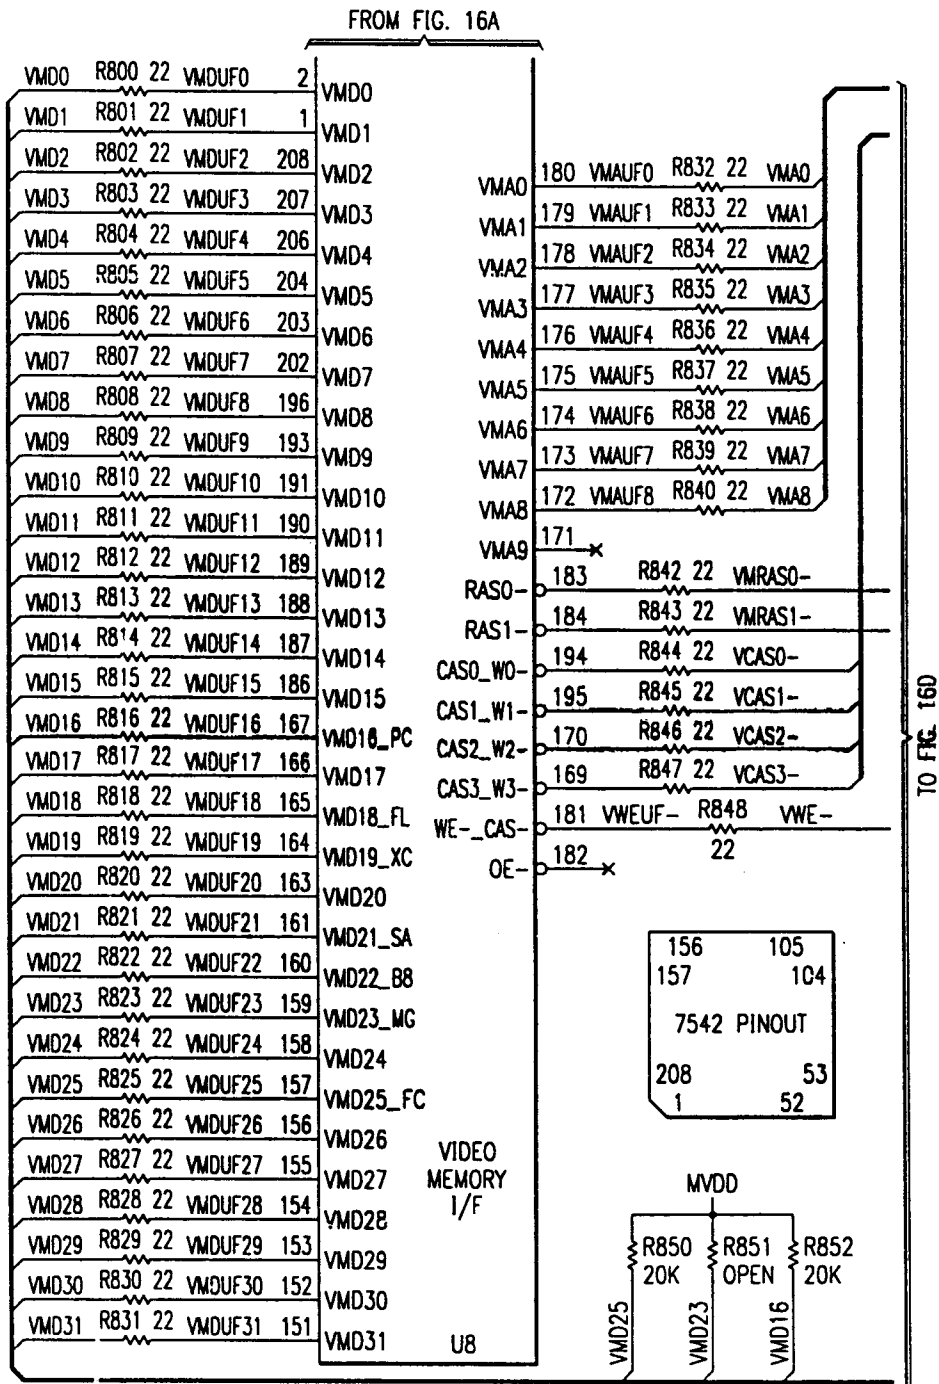 FROM FIG. 16A
VMD0 R800 22 VMDUF0 2 VMD0
VMD1 R801 22 VMDUF1 1 VMD1
VMD2 R802 22 VMDUF2 208 VMD2
VMD3 R803 22 VMDUF3 207 VMD3
VMD4 R804 22 VMDUF4 206 VMD4
VMD5 R805 22 VMDUF5 204 VMD5
VMD6 R806 22 VMDUF6 203 VMD6
VMD7 R807 22 VMDUF7 202 VMD7
VMD8 R808 22 VMDUF8 196 VMD8
VMD9 R809 22 VMDUF9 193 VMD9
VMD10 R810 22 VMDUF10 191 VMD10
VMD11 R811 22 VMDUF11 190 VMD11
VMD12 R812 22 VMDUF12 189 VMD12
VMD13 R813 22 VMDUF13 188 VMD13
VMD14 R814 22 VMDUF14 187 VMD14
VMD15 R815 22 VMDUF15 186 VMD15
VMD16 R816 22 VMDUF16 167 VMD16_PC
VMD17 R817 22 VMDUF17 166 VMD17
VMD18 R818 22 VMDUF18 165 VMD18_FL
VMD19 R819 22 VMDUF19 164 VMD19_XC
VMD20 R820 22 VMDUF20 163 VMD20
VMD21 R821 22 VMDUF21 161 VMD21_SA
VMD22 R822 22 VMDUF22 160 VMD22_B8
VMD23 R823 22 VMDUF23 159 VMD23_MG
VMD24 R824 22 VMDUF24 158 VMD24
VMD25 R825 22 VMDUF25 157 VMD25_FC
VMD26 R826 22 VMDUF26 156 VMD26
VMD27 R827 22 VMDUF27 155 VMD27
VMD28 R828 22 VMDUF28 154 VMD28
VMD29 R829 22 VMDUF29 153 VMD29
VMD30 R830 22 VMDUF30 152 VMD30
VMD31 R831 22 VMDUF31 151 VMD31
VIDEO
MEMORY
I/F
U8
VMA0 180 VMAUF0 R832 22 VMA0
VMA1 179 VMAUF1 R833 22 VMA1
VMA2 178 VMAUF2 R834 22 VMA2
VMA3 177 VMAUF3 R835 22 VMA3
VMA4 176 VMAUF4 R836 22 VMA4
VMA5 175 VMAUF5 R837 22 VMA5
VMA6 174 VMAUF6 R838 22 VMA6
VMA7 173 VMAUF7 R839 22 VMA7
VMA8 172 VMAUF8 R840 22 VMA8
VMA9 171
RAS0- 183 R842 22 VMRAS0-
RAS1- 184 R843 22 VMRAS1-
CAS0_W0- 194 R844 22 VCAS0-
CAS1_W1- 195 R845 22 VCAS1-
CAS2_W2- 170 R846 22 VCAS2-
CAS3_W3- 169 R847 22 VCAS3-
WE-_CAS- 181 VWEUF- R848 22 VWE-
OE- 182
TO FIG. 16D
156 105
157 104
7542 PINOUT
208 53
1 52
MVDD
R850 R851 R852
20K OPEN 20K
VMD25 VMD23 VMD16